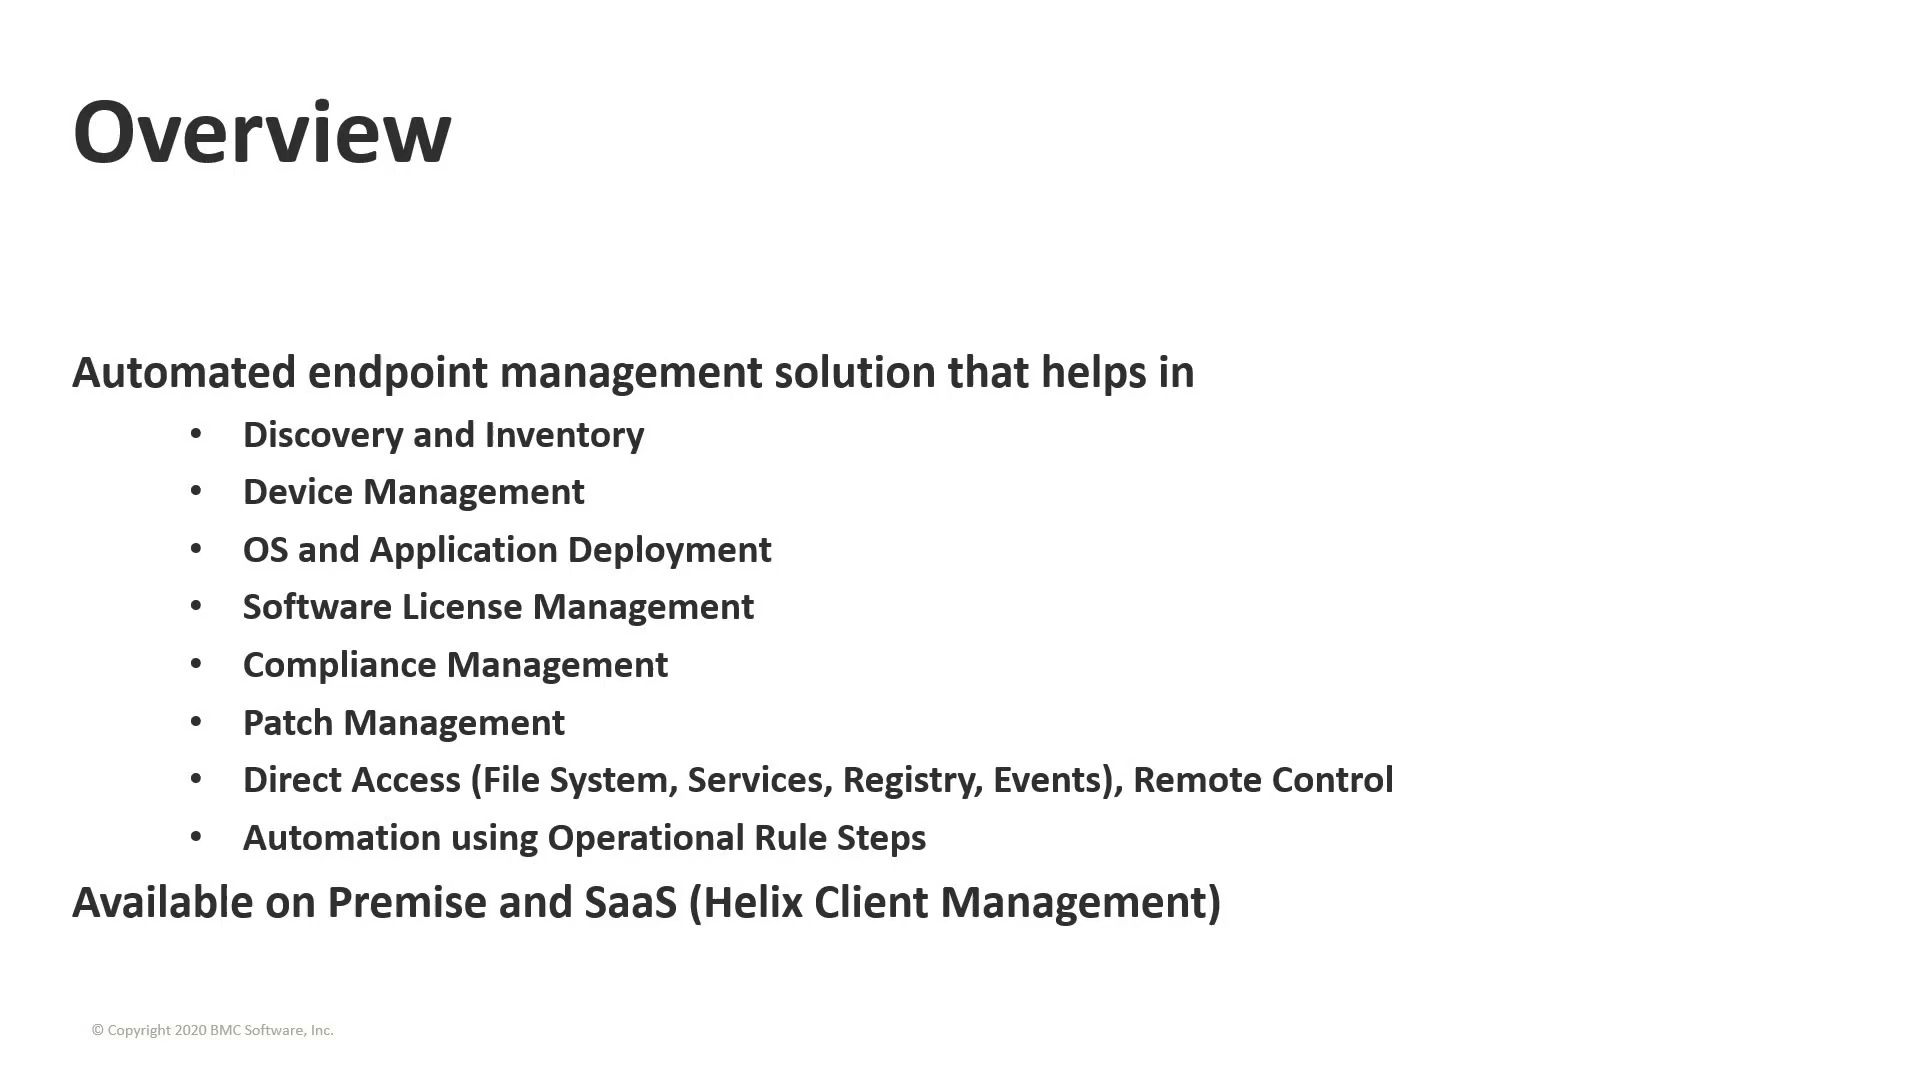 Overview
Automated endpoint management solution that helps in
• Discovery and Inventory
• Device Management
• OS and Application Deployment
• Software License Management
• Compliance Management
• Patch Management
• Direct Access (File System, Services, Registry, Events), Remote Control
• Automation using Operational Rule Steps
Available on Premise and SaaS (Helix Client Management)
© Copyright 2020 BMC Software, Inc.